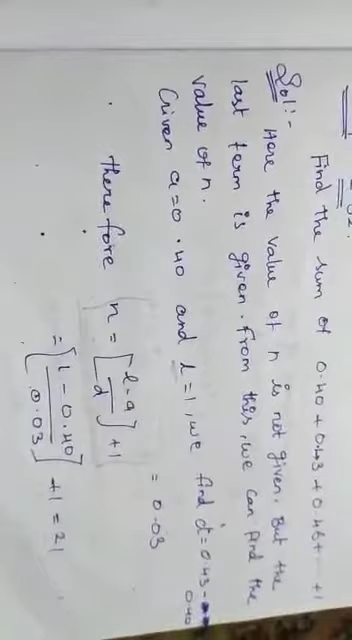 02.
Find the sum of 0.40 + 0.43 + 0.46 + ... + 1
Sol:- Here the value of n is not given. But the
last term is given. From this, we can find the
value of n.
Given a = 0.40 and l = 1, we find d = 0.43 - 0.40
= 0.03
therefore n = [l-a/d] + 1
= [1-0.40/0.03] + 1 = 21